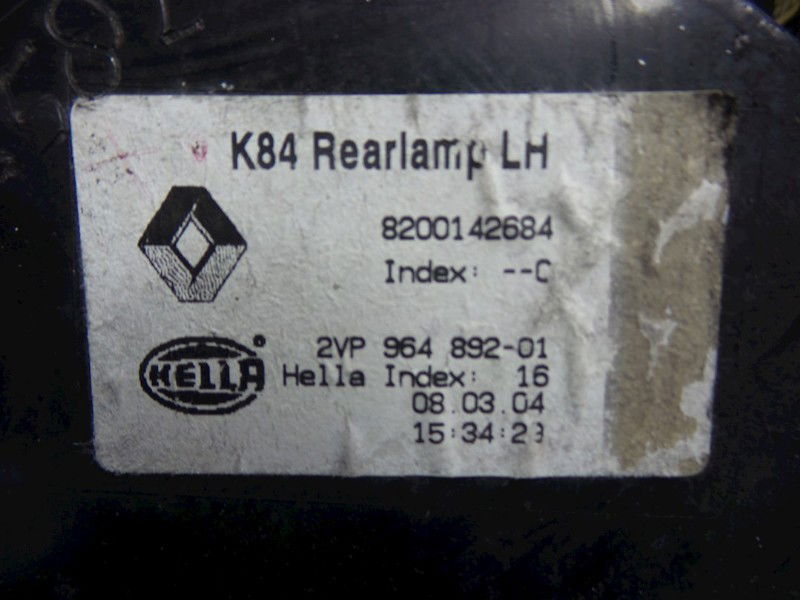 K84 Rearlamp LH
8200142684
Index: --C
2VP 964 892-01
HELLA
Hella Index: 16
08.03.04
15:34:23